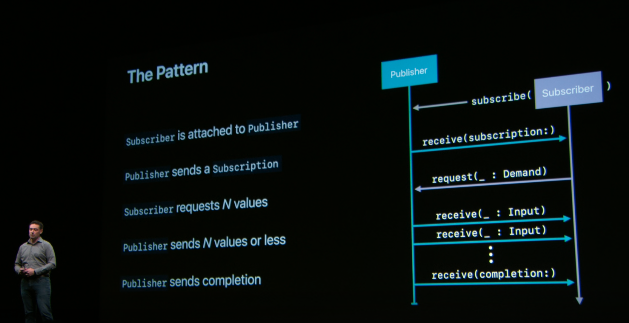 The Pattern
Subscriber is attached to Publisher
Publisher sends a Subscription
Subscriber requests N values
Publisher sends N values or less
Publisher sends completion
Publisher
subscribe( Subscriber )
receive(subscription:)
request(_ : Demand)
receive(_ : Input)
receive(_ : Input)
receive(completion:)